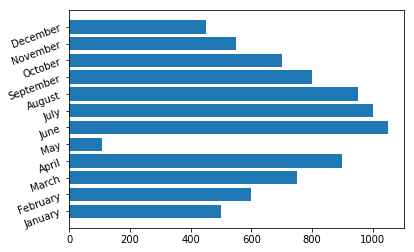 December
November
October
September
August
July
June
May
April
March
February
January
0 200 400 600 800 1000